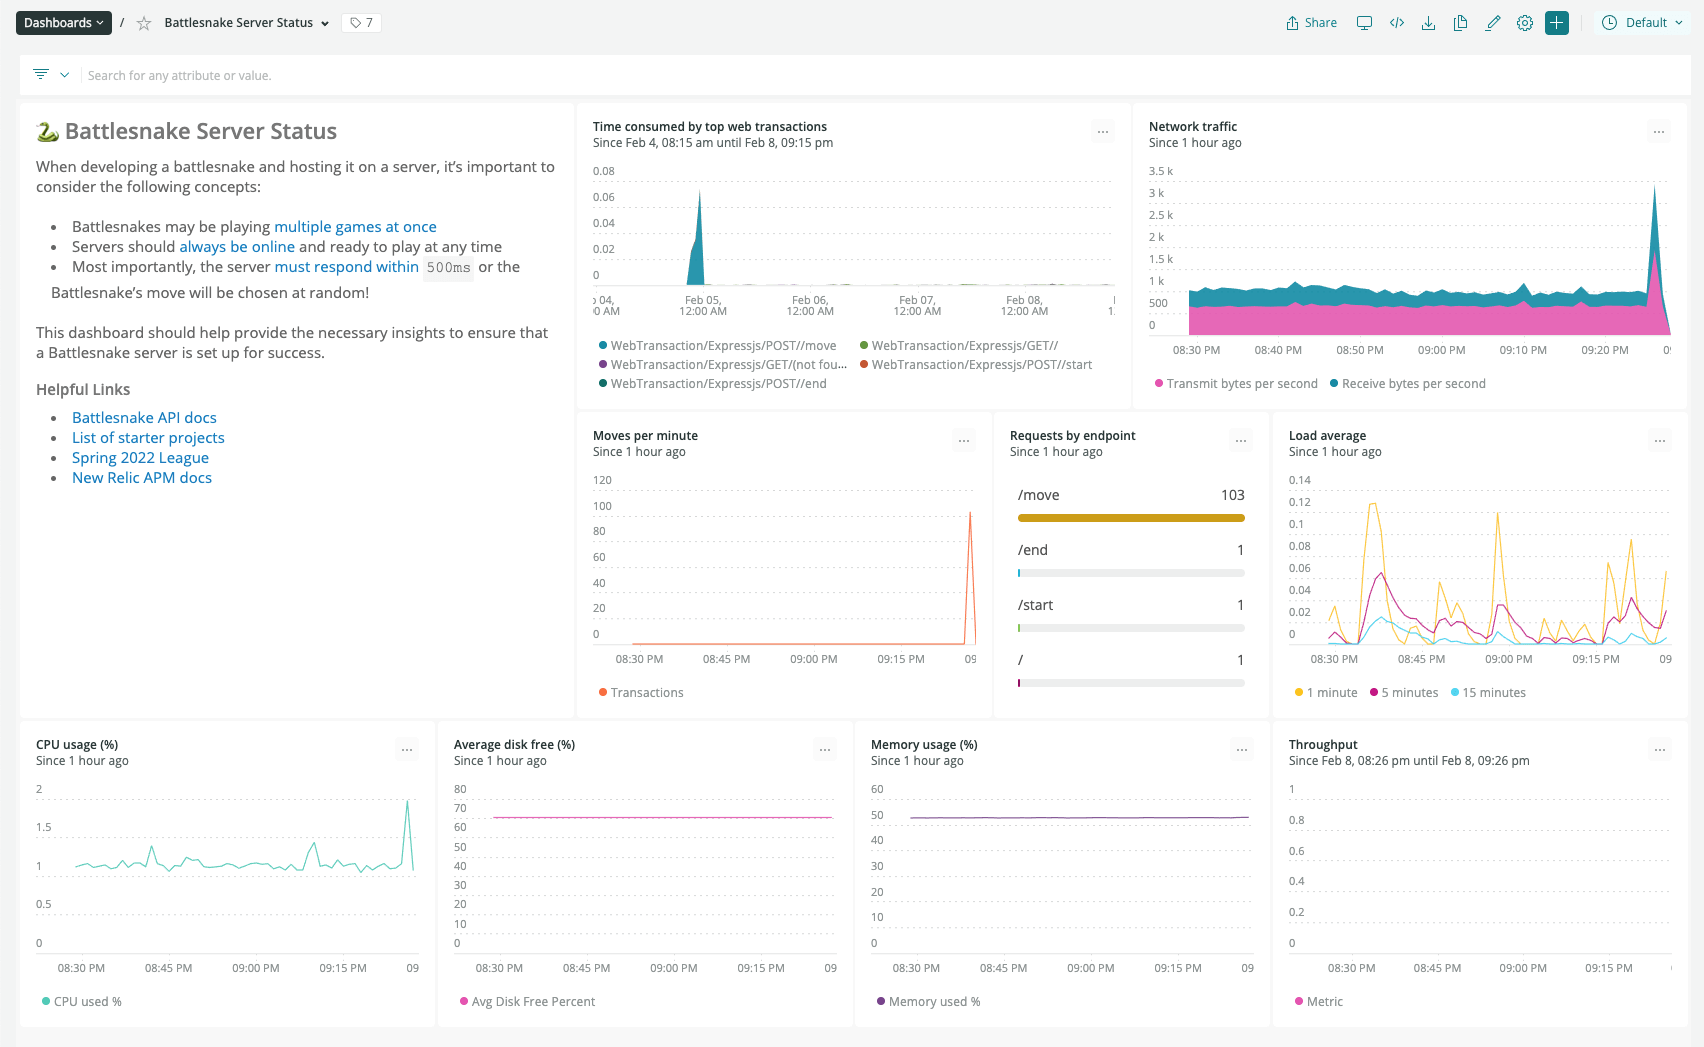 Dashboards / Battlesnake Server Status 7 Share Default
Search for any attribute or value.
Battlesnake Server Status
When developing a battlesnake and hosting it on a server, it’s important to
consider the following concepts:
Battlesnakes may be playing multiple games at once
Servers should always be online and ready to play at any time
Most importantly, the server must respond within 500ms or the
Battlesnake’s move will be chosen at random!
This dashboard should help provide the necessary insights to ensure that
a Battlesnake server is set up for success.
Helpful Links
Battlesnake API docs
List of starter projects
Spring 2022 League
New Relic APM docs
Time consumed by top web transactions
Since Feb 4, 08:15 am until Feb 8, 09:15 pm
0.08
0.06
0.04
0.02
0
04, Feb 05, Feb 06, Feb 07, Feb 08,
AM 12:00 AM 12:00 AM 12:00 AM 12:00 AM 1
WebTransaction/Expressjs/POST//move WebTransaction/Expressjs/GET//
WebTransaction/Expressjs/GET/(not fou... WebTransaction/Expressjs/POST//start
WebTransaction/Expressjs/POST//end
Network traffic
Since 1 hour ago
3.5 k
3 k
2.5 k
2 k
1.5 k
1 k
500
0
08:30 PM 08:40 PM 08:50 PM 09:00 PM 09:10 PM 09:20 PM 0
Transmit bytes per second Receive bytes per second
Moves per minute
Since 1 hour ago
120
100
80
60
40
20
0
08:30 PM 08:45 PM 09:00 PM 09:15 PM 09
Transactions
Requests by endpoint
Since 1 hour ago
/move 103
/end 1
/start 1
/ 1
Load average
Since 1 hour ago
0.14
0.12
0.1
0.08
0.06
0.04
0.02
0
08:30 PM 08:45 PM 09:00 PM 09:15 PM 09
1 minute 5 minutes 15 minutes
CPU usage (%)
Since 1 hour ago
2
1.5
1
0.5
0
08:30 PM 08:45 PM 09:00 PM 09:15 PM 09
CPU used %
Average disk free (%)
Since 1 hour ago
80
70
60
50
40
30
20
10
0
08:30 PM 08:45 PM 09:00 PM 09:15 PM 09
Avg Disk Free Percent
Memory usage (%)
Since 1 hour ago
60
50
40
30
20
10
0
08:30 PM 08:45 PM 09:00 PM 09:15 PM 09
Memory used %
Throughput
Since Feb 8, 08:26 pm until Feb 8, 09:26 pm
1
0.8
0.6
0.4
0.2
0
08:30 PM 08:45 PM 09:00 PM 09:15 PM
Metric